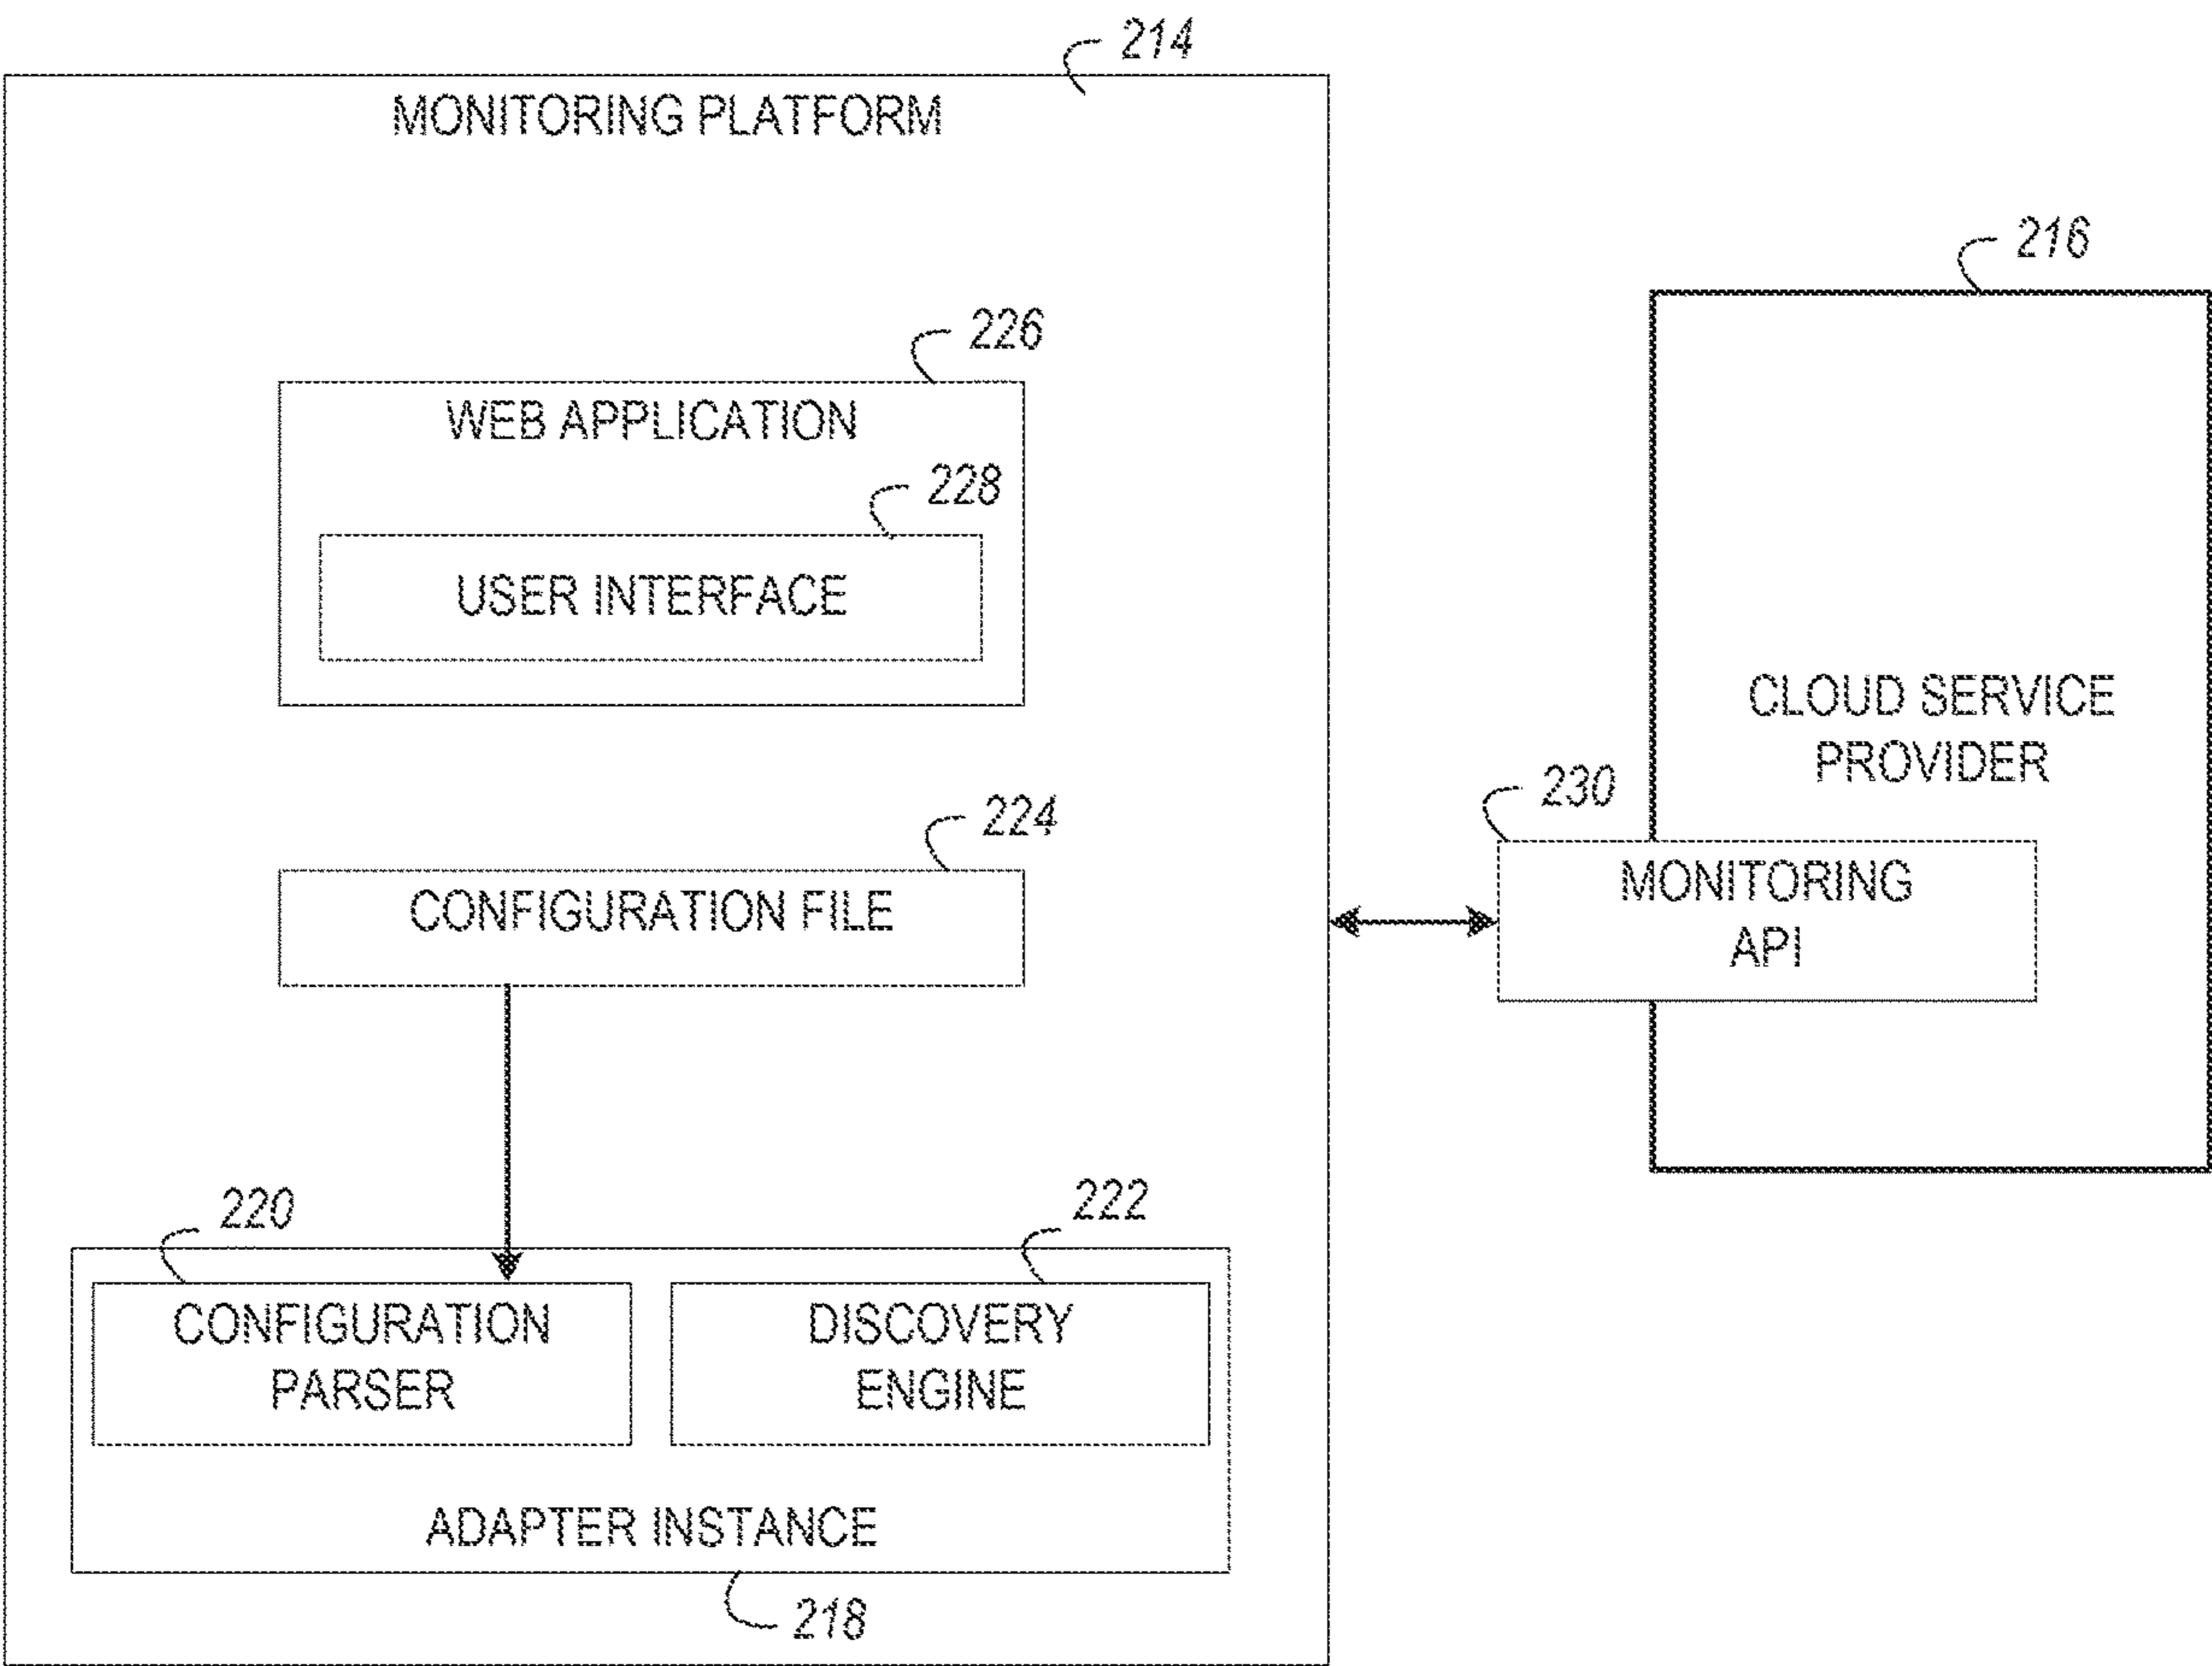 214
MONITORING PLATFORM
216
226
WEB APPLICATION
228
USER INTERFACE
CLOUD SERVICE
PROVIDER
230
224
MONITORING
API
CONFIGURATION FILE
220
222
CONFIGURATION
PARSER
DISCOVERY
ENGINE
ADAPTER INSTANCE
218